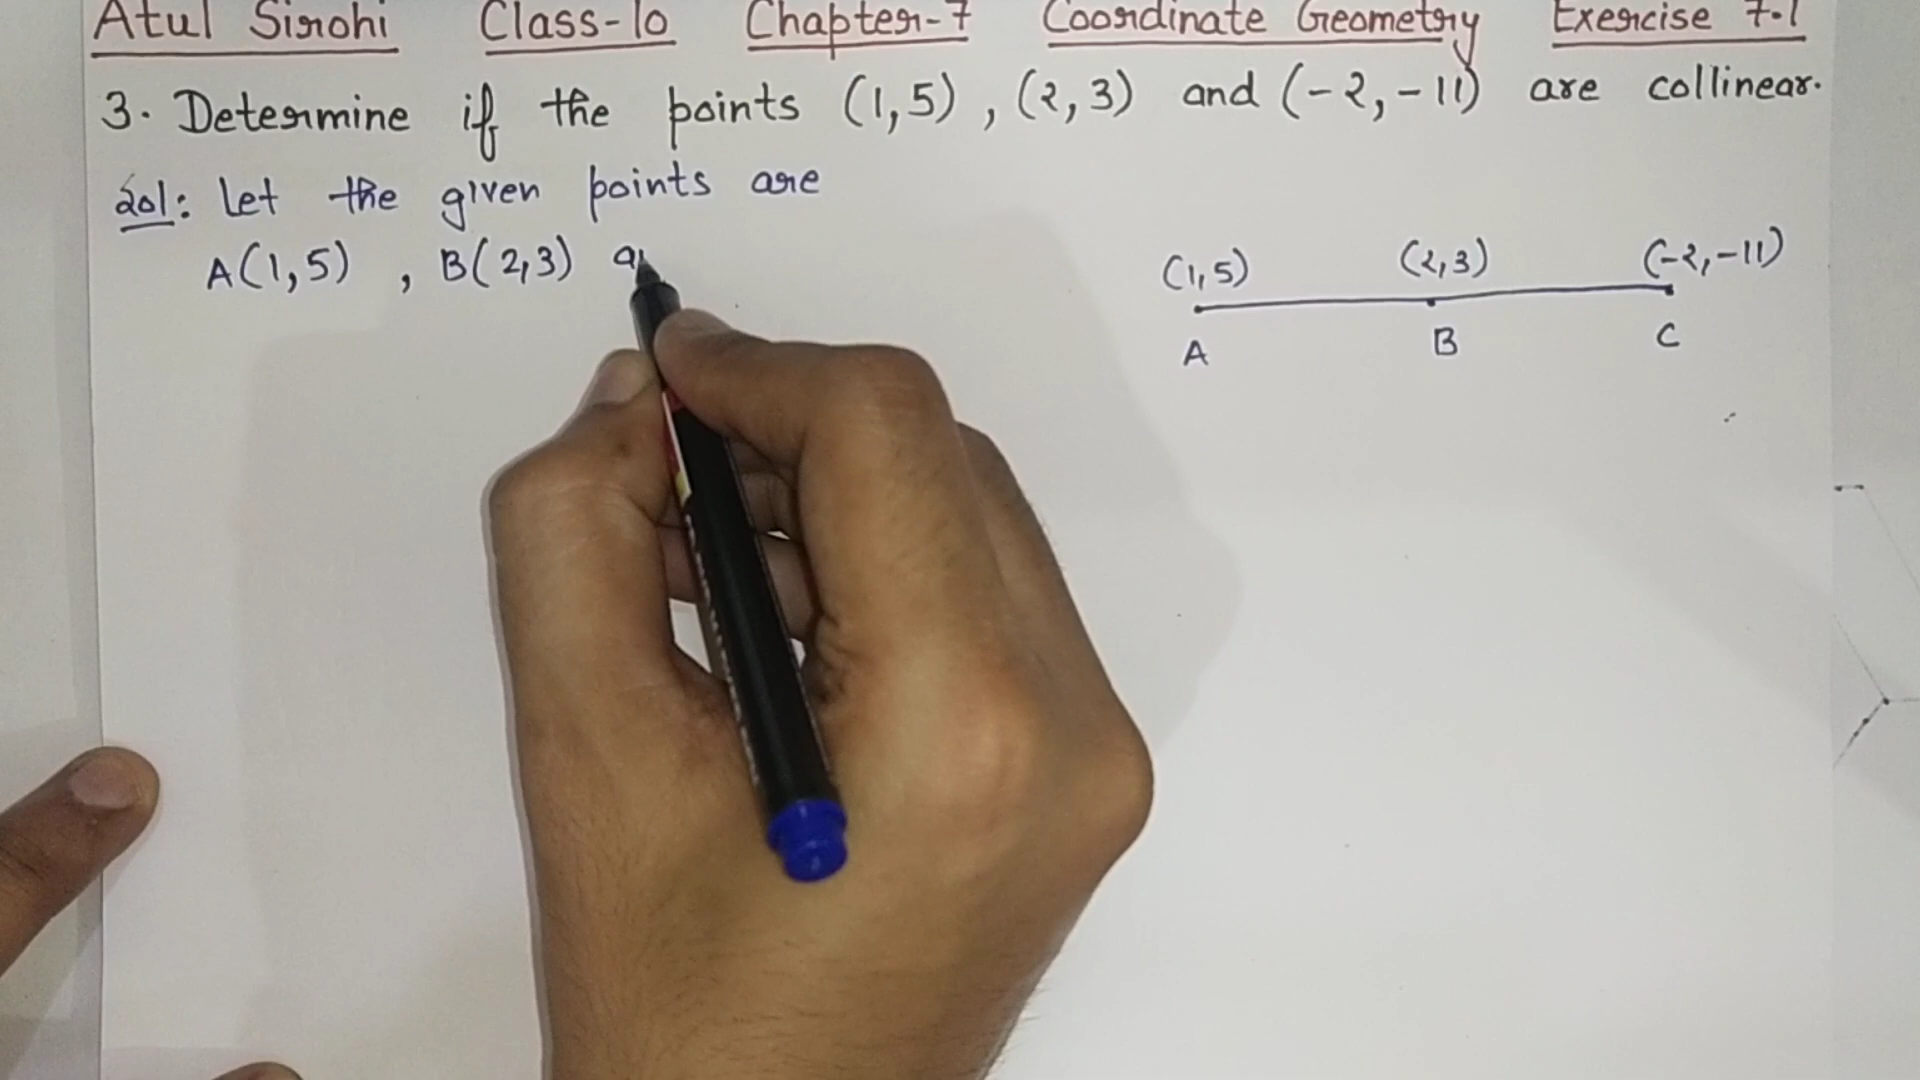 Atul Sirohi Class-10 Chapter-7 Coordinate Geometry Exercise 7.1
3. Determine if the points (1,5), (2,3) and (-2,-11) are collinear.
Sol: Let the given points are
A(1,5) , B(2,3)
(1,5) (2,3) (-2,-11)
A B C